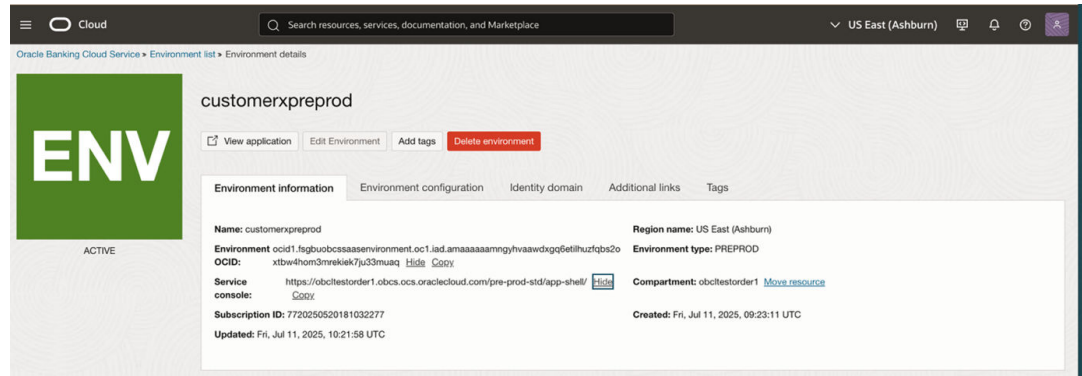 Cloud
Search resources, services, documentation, and Marketplace
US East (Ashburn)
Oracle Banking Cloud Service » Environment list » Environment details
ENV
ACTIVE
customerxpreprod
View application Edit Environment Add tags Delete environment
Environment information Environment configuration Identity domain Additional links Tags
Name: customerxpreprod
Environment ocid1.fsgbuobcssaasenvironment.oc1.iad.amaaaaaamngyhvaawdxgq6etilhuzfqbs2o
OCID: xtbw4hom3mrekiek7ju33muaq Hide Copy
Service https://obcltestorder1.obcs.ocs.oraclecloud.com/pre-prod-std/app-shell/ Hide
console: Copy
Subscription ID: 7720250520181032277
Updated: Fri, Jul 11, 2025, 10:21:58 UTC
Region name: US East (Ashburn)
Environment type: PREPROD
Compartment: obcltestorder1 Move resource
Created: Fri, Jul 11, 2025, 09:23:11 UTC